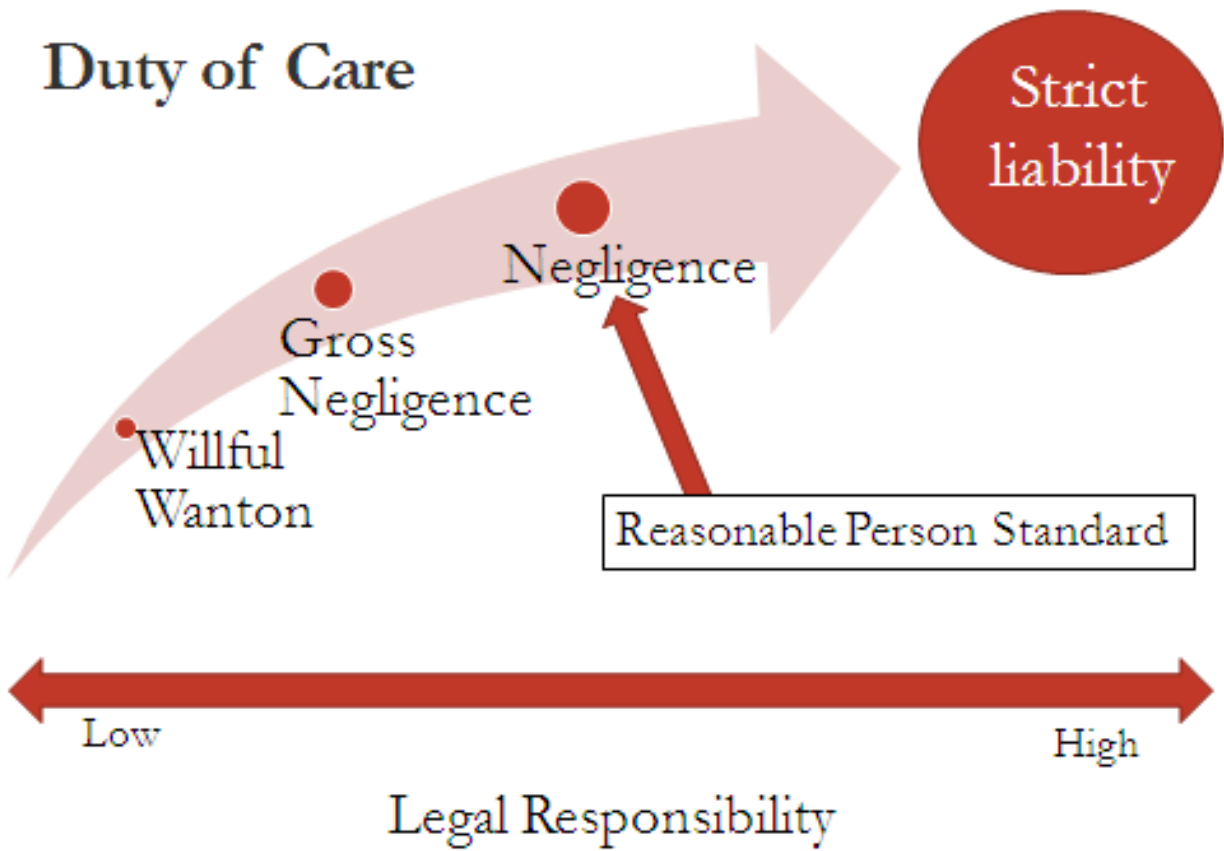 Duty of Care
Strict
liability
Negligence
Gross
Negligence
Willful
Wanton
Reasonable Person Standard
Low
High
Legal Responsibility